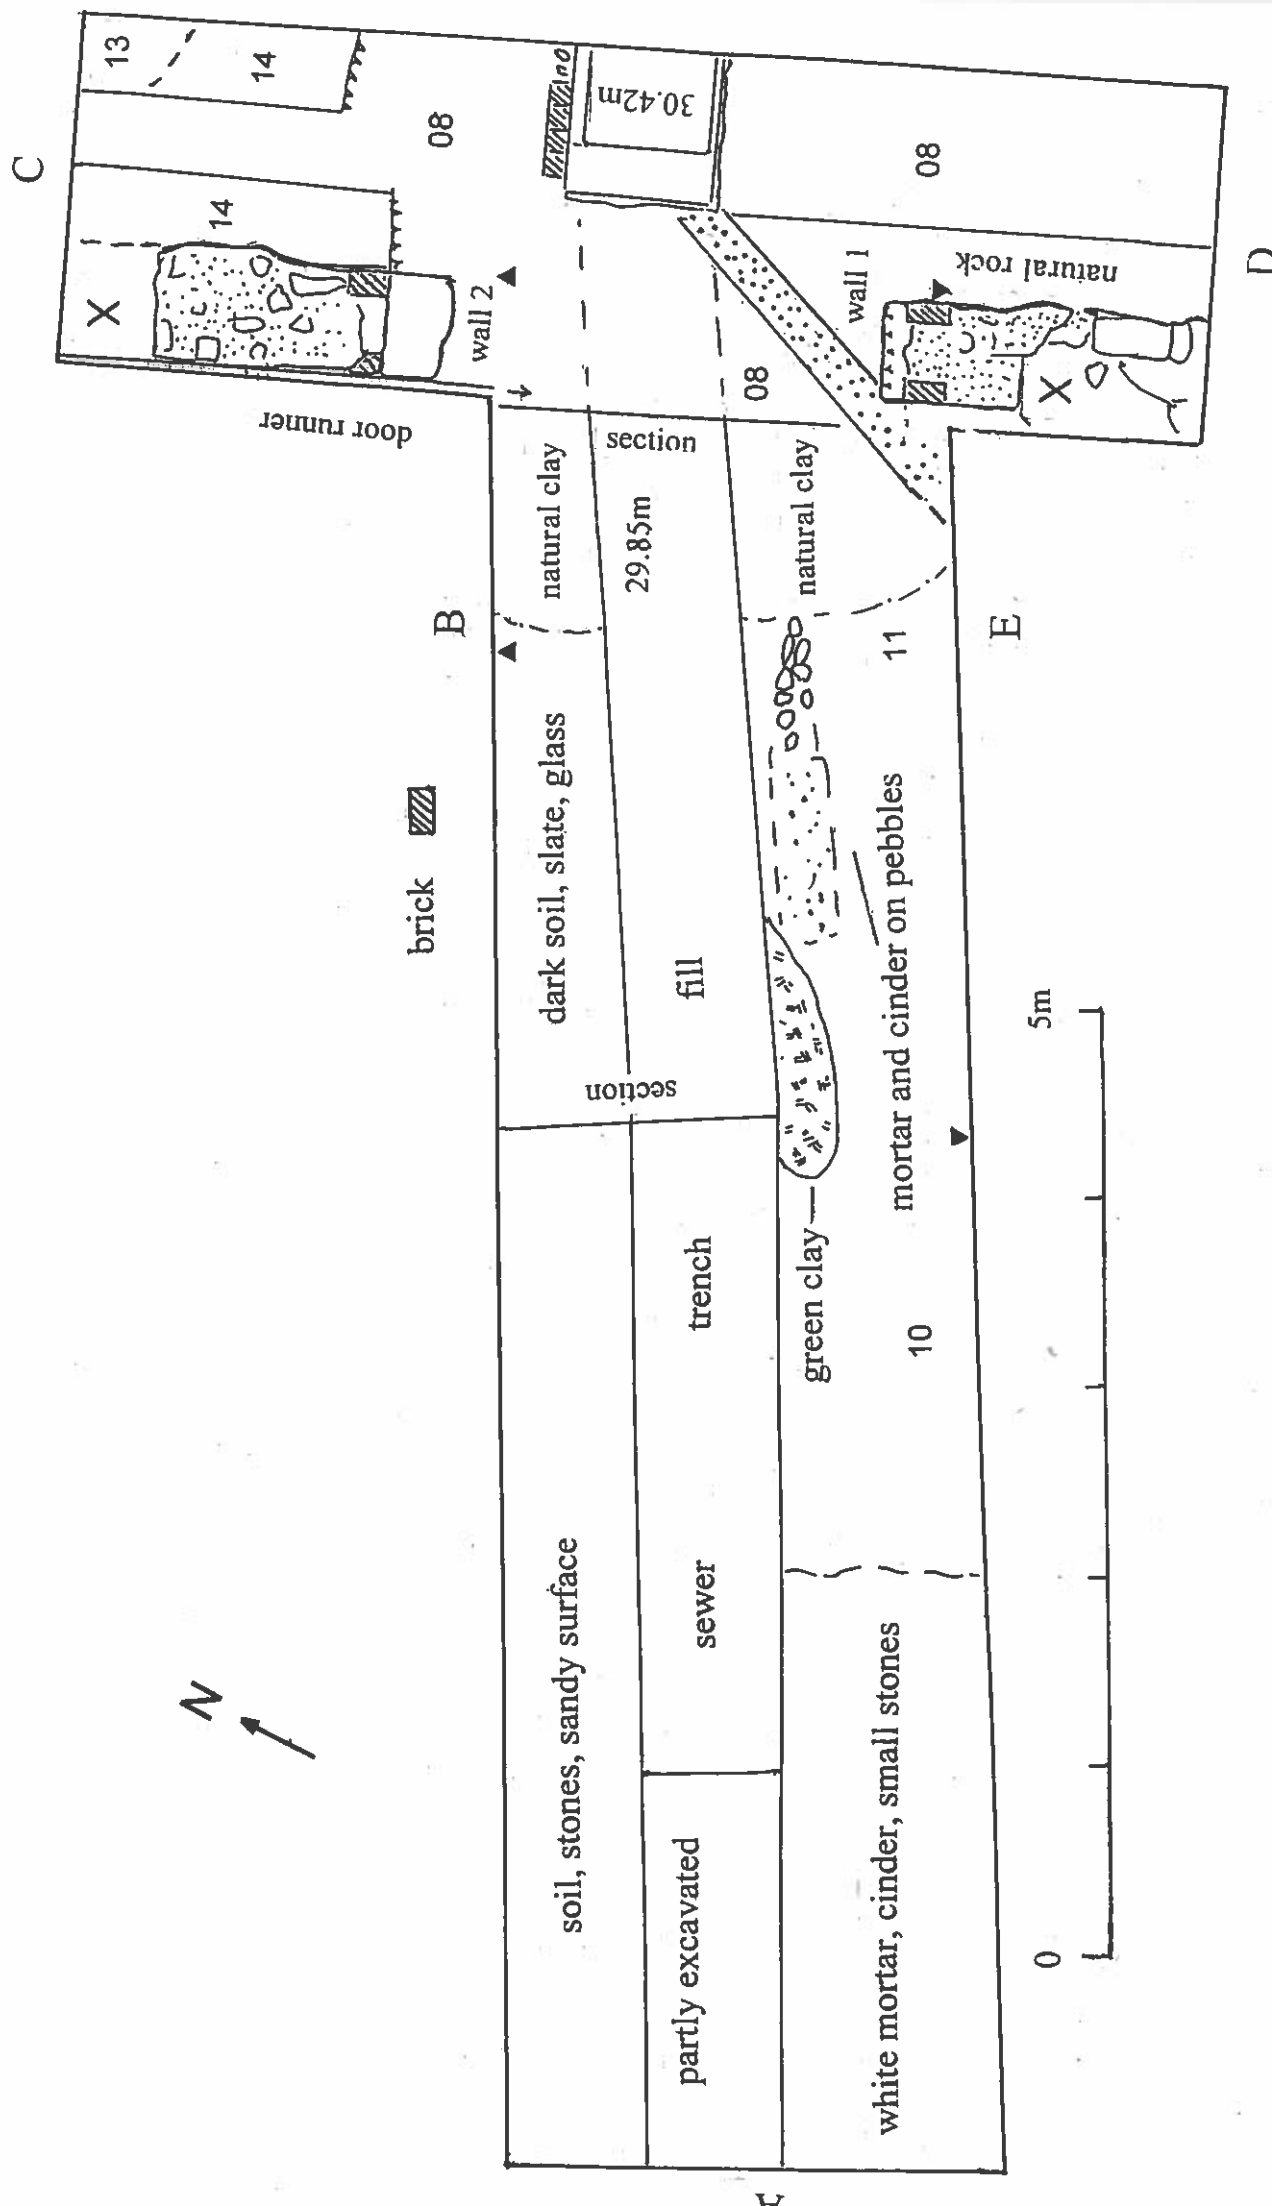 C
13
14
08
30.42m
08
14
X
wall 2
door runner
section
08
wall 1
natural rock
X
D
natural clay
29.85m
natural clay
B
E
11
brick
dark soil, slate, glass
fill
section
mortar and cinder on pebbles
5m
trench
green clay
10
N
soil, stones, sandy surface
sewer
partly excavated
white mortar, cinder, small stones
0
A